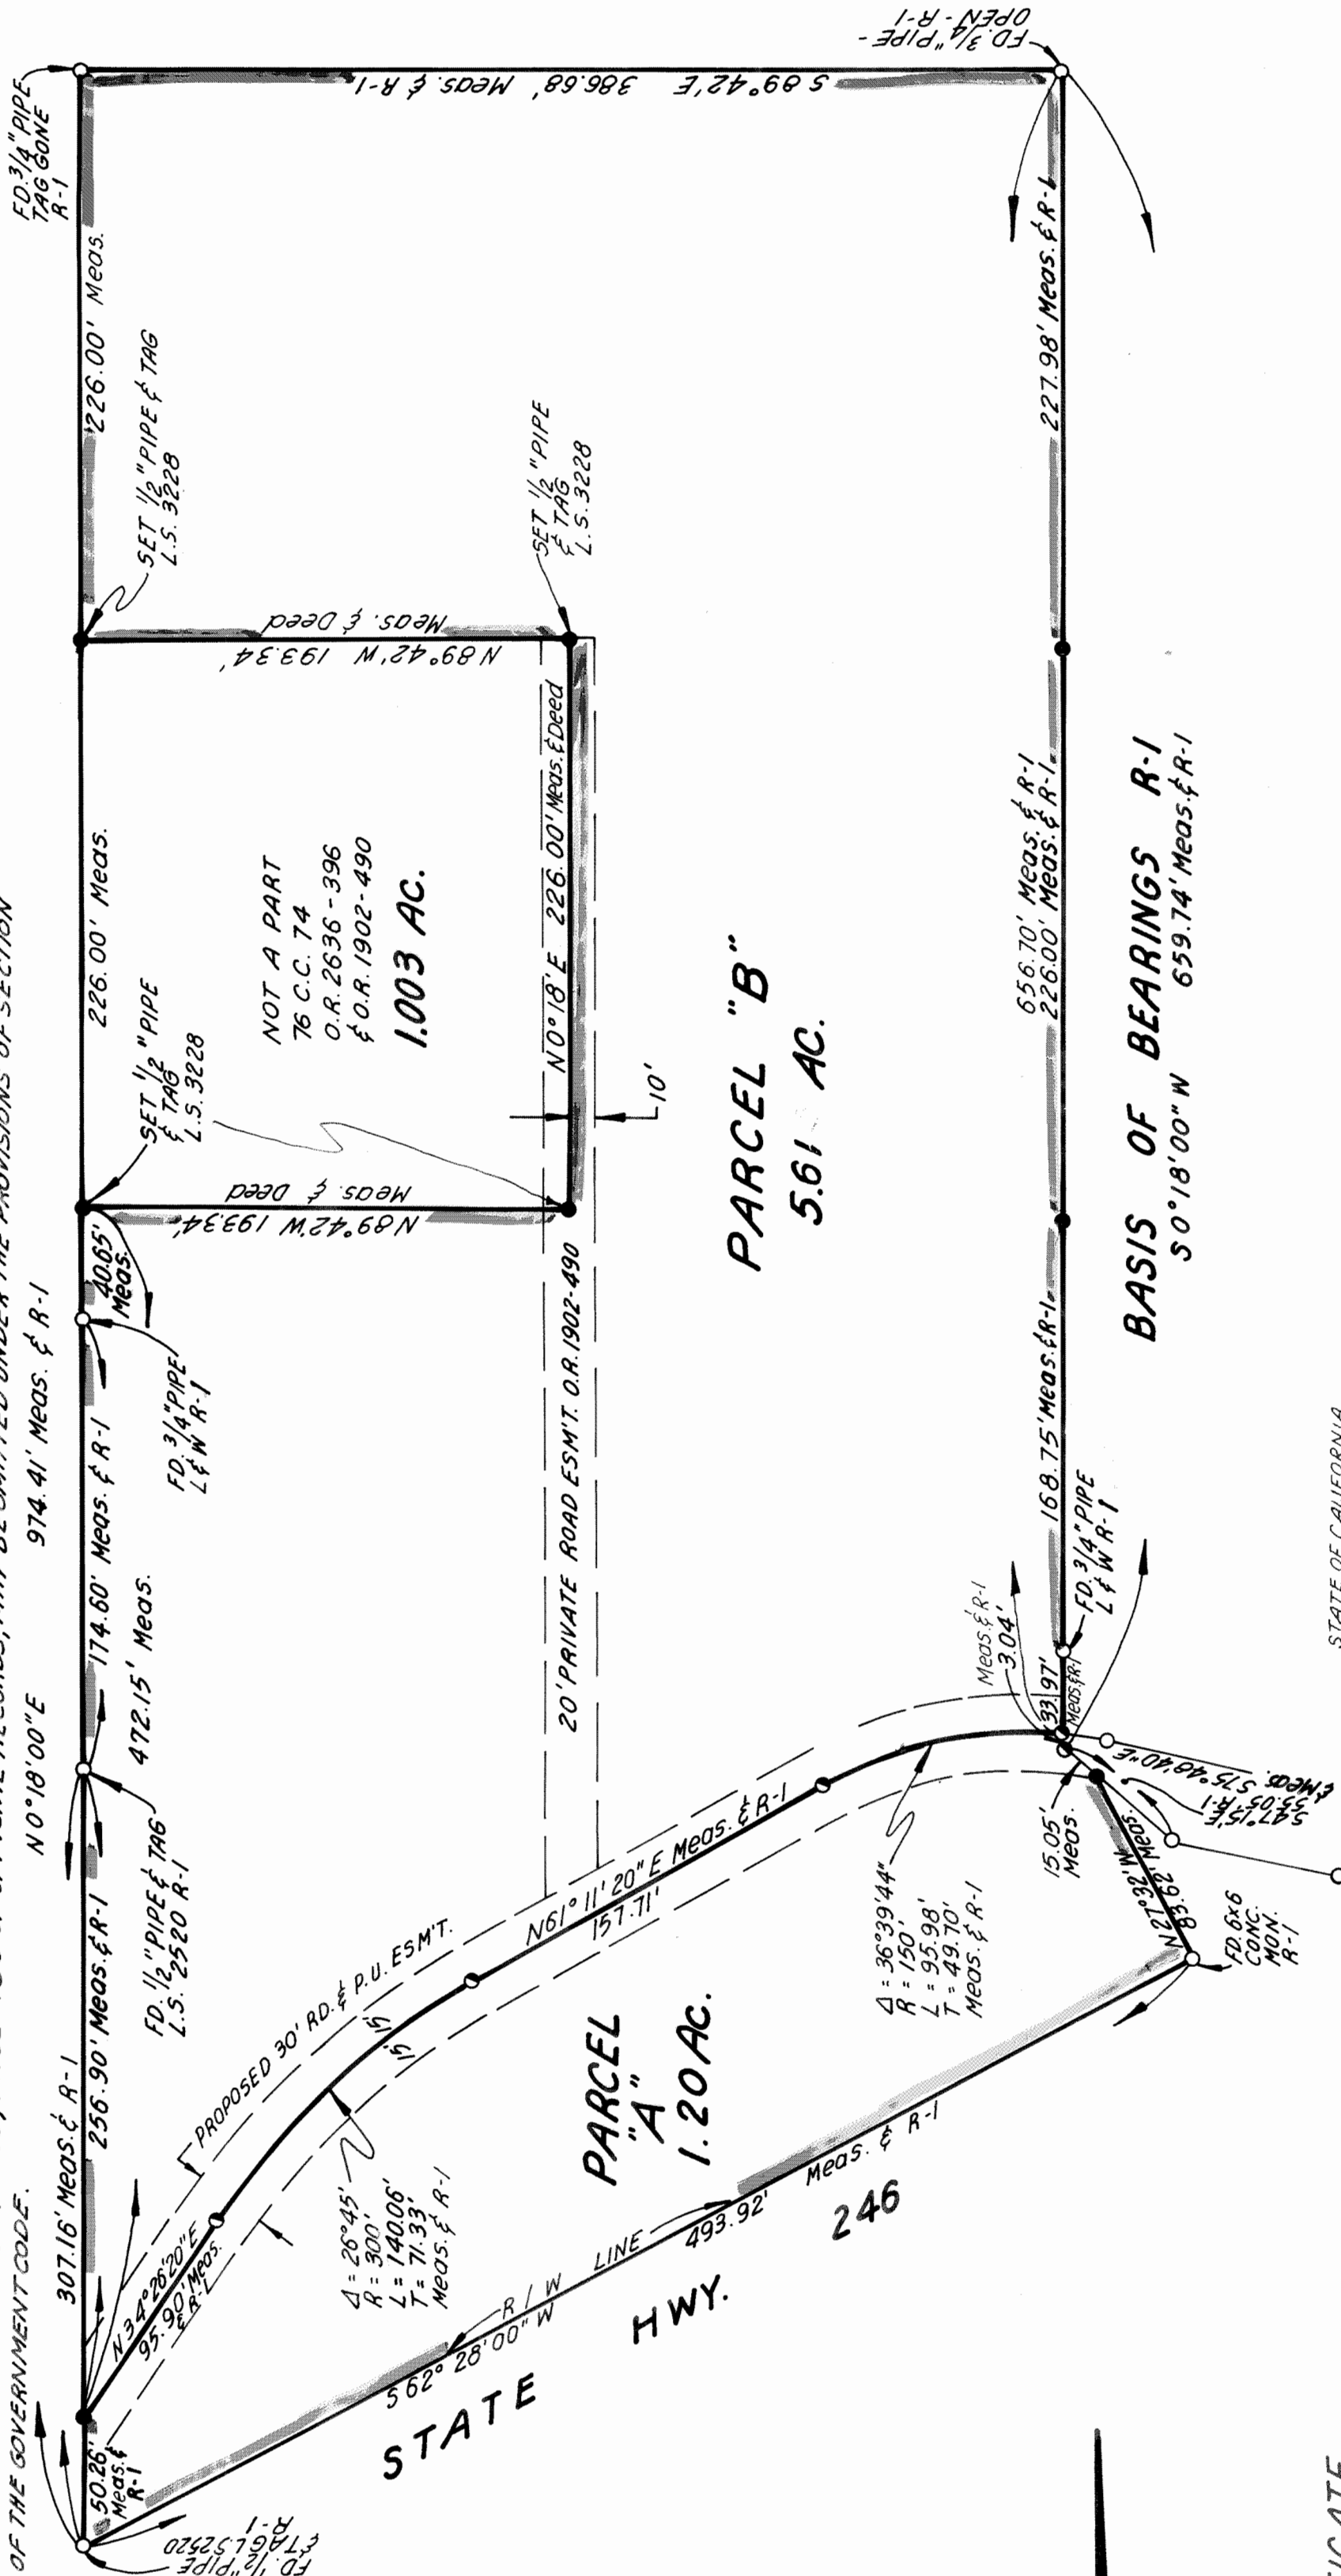 OF THE GOVERNMENT CODE.
PROVISIONS OF SECTION
N 0°18'00"E
974.41' Meas. & R-1
FD. 1/2" PIPE
& TAG L.S 2520
R-1
50.26'
Meas. &
R-1
307.16' Meas. & R-1
256.90' Meas. & R-1
FD. 1/2" PIPE & TAG
L.S. 2520 R-1
472.15' Meas.
174.60' Meas. & R-1
FD. 3/4" PIPE
L & W R-1
40.65'
Meas.
SET 1/2" PIPE
& TAG
L.S. 3228
226.00' Meas.
SET 1/2" PIPE & TAG
L.S. 3228
226.00' Meas.
FD. 3/4" PIPE
TAG GONE
R-1
N 34°26'20"E
95.90' Meas.
& R-1
PROPOSED 30' RD. & P.U. ESM'T.
15'
15'
Δ = 26°45'
R = 300'
L = 140.06'
T = 71.33'
Meas. & R-1
N 89°42'W 193.34'
Meas. & Deed
NOT A PART
76 C.C. 74
O.R. 2636-396
& O.R. 1902-490
1.003 AC.
N 89°42'W 193.34'
Meas. & Deed
N 0°18'E 226.00' Meas. & Deed
SET 1/2" PIPE
& TAG
L.S. 3228
S 89°42'E 386.68' Meas. & R-1
20' PRIVATE ROAD ESM'T. O.R. 1902-490
10'
N 61° 11' 20" E Meas. & R-1
157.71'
PARCEL
"A"
1.20 AC.
PARCEL "B"
5.61 AC.
S 62° 28' 00" W
R / W LINE
493.92'
Meas. & R-1
STATE HWY. 246
Δ = 36°39'44"
R = 150'
L = 95.98'
T = 49.70'
Meas. & R-1
Meas. & R-1
3.04'
33.97'
Meas. & R-1
FD. 3/4" PIPE
L & W R-1
168.75' Meas. & R-1
656.70' Meas. & R-1
226.00' Meas. & R-1
227.98' Meas. & R-1
FD. 3/4" PIPE -
OPEN - R-1
15.05'
Meas.
N 27°32'W
83.62' Meas.
FD. 6x6
CONC.
MON.
R-1
S 47°15'E
55.05' R-1
& Meas.
S 75°48'40"E
BASIS OF BEARINGS R-1
S 0°18'00"W 659.74' Meas. & R-1
STATE OF CALIFORNIA